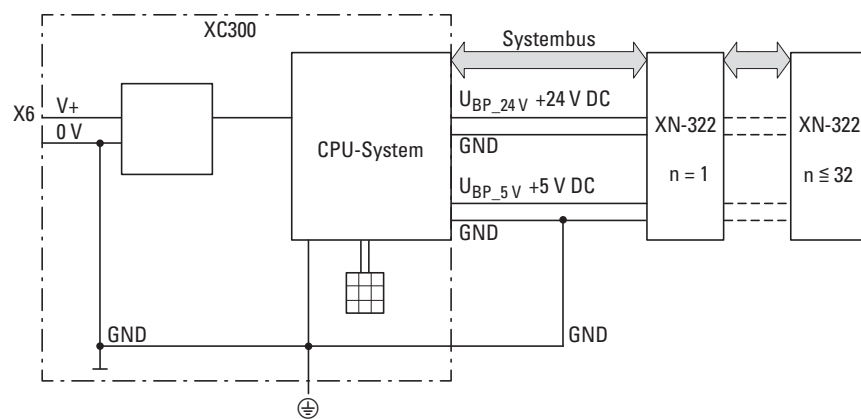 XC300
Systembus
X6
V+
0 V
CPU-System
U_BP_24 V +24 V DC
GND
U_BP_5 V +5 V DC
GND
XN-322
n = 1
XN-322
n ≦ 32
GND
GND